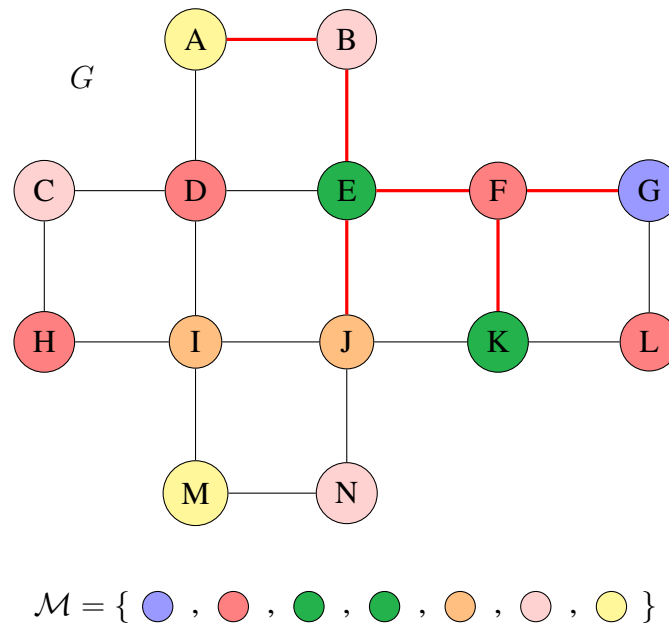 A B
G
C D E F G
H I J K L
M N
M = { , , , , , , }